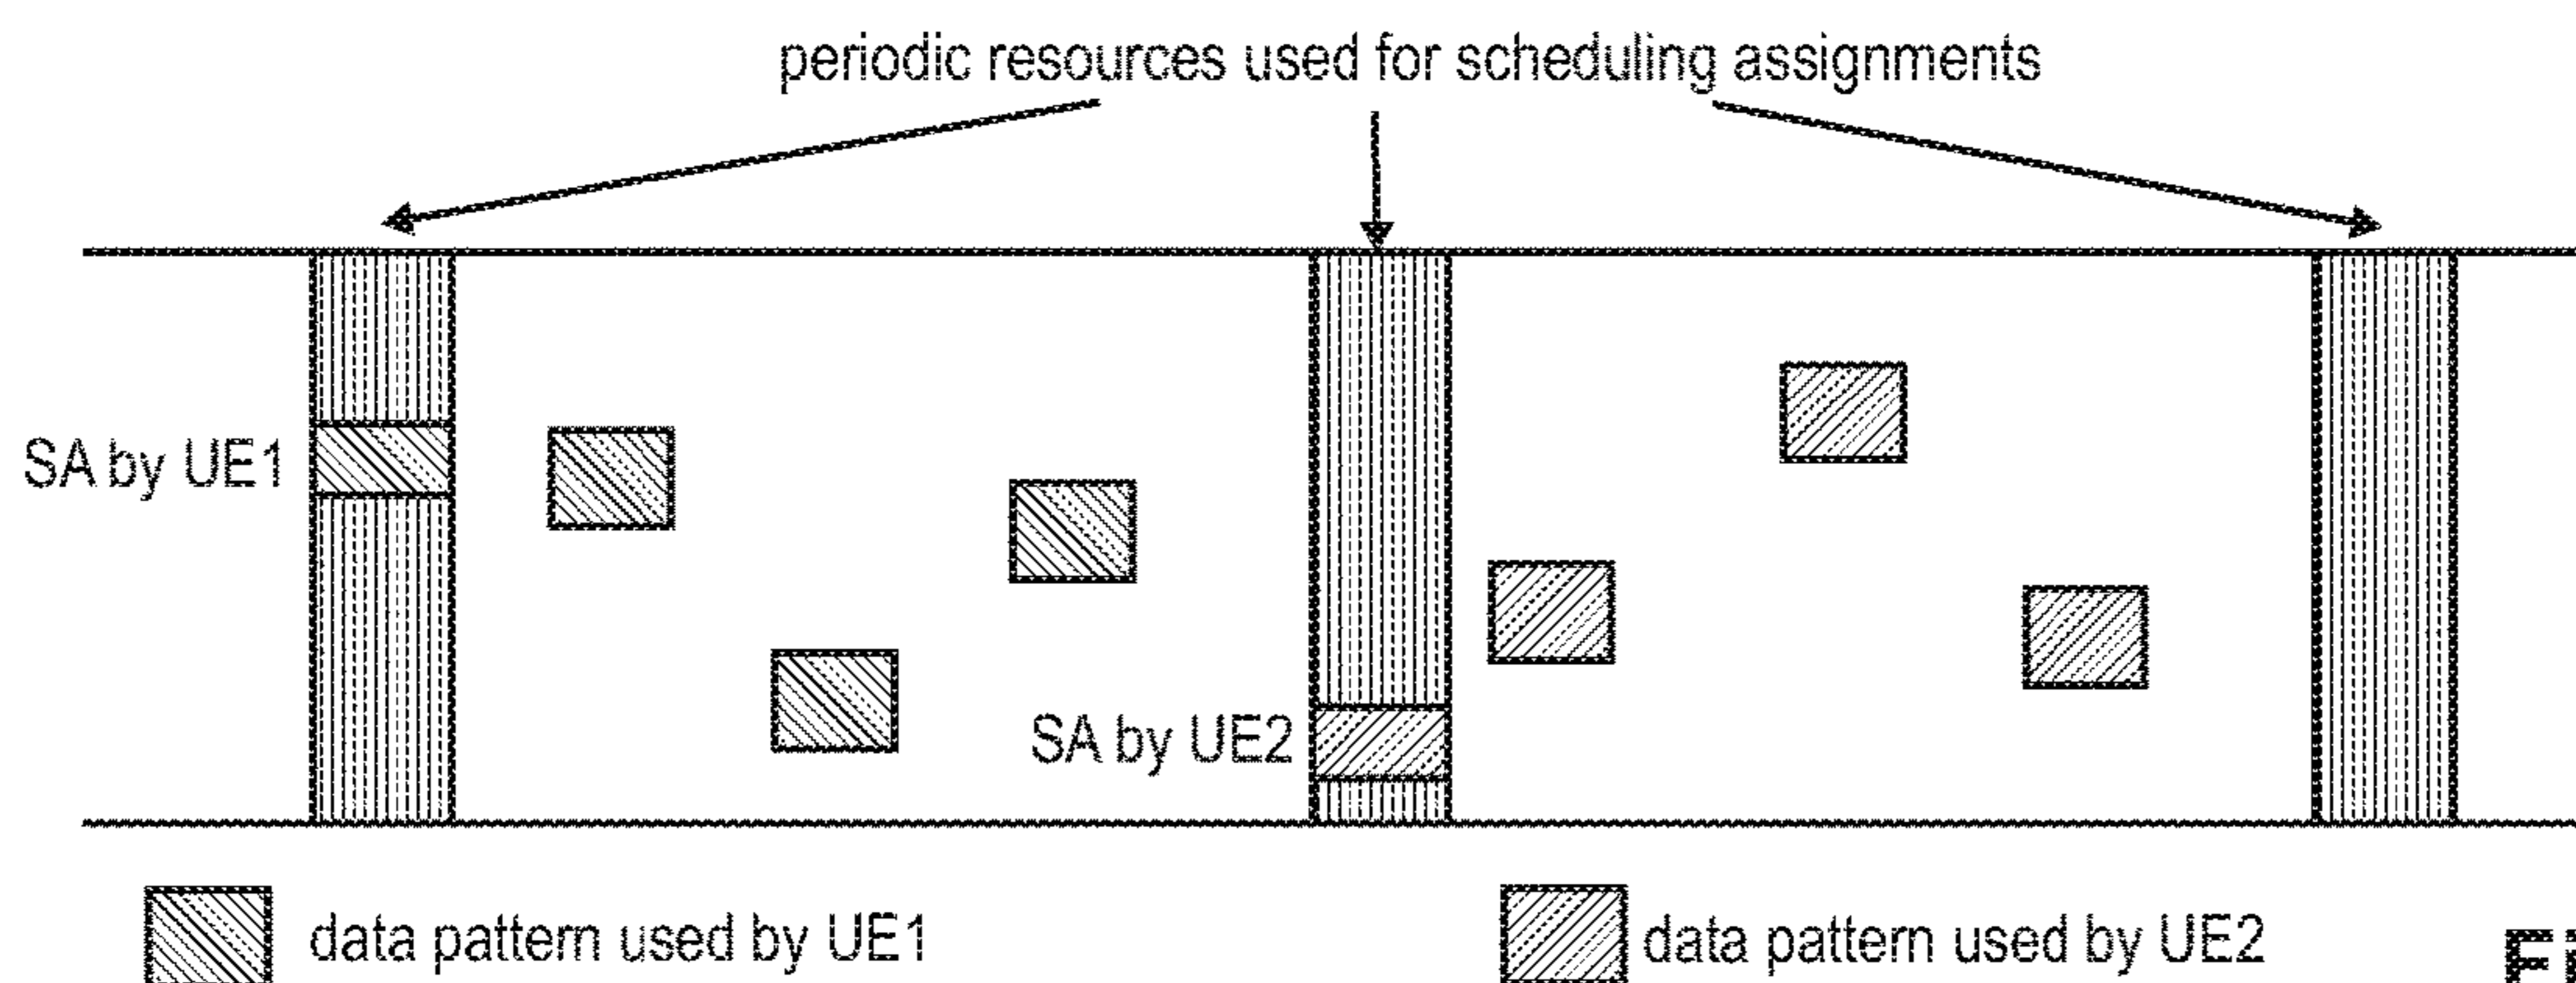 periodic resources used for scheduling assignments
SA by UE1
SA by UE2
data pattern used by UE1
data pattern used by UE2